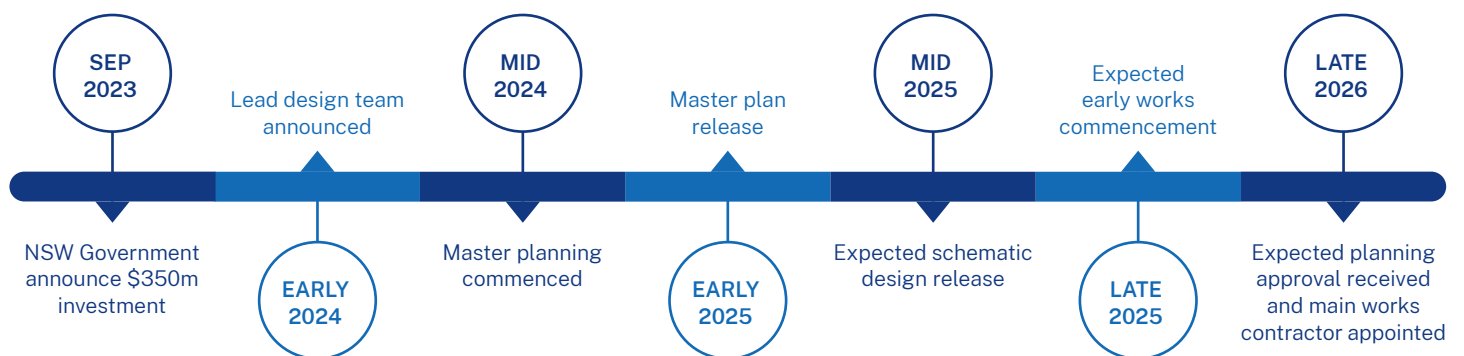 SEP
2023
NSW Government
announce $350m
investment
Lead design team
announced
EARLY
2024
MID
2024
Master planning
commenced
Master plan
release
EARLY
2025
MID
2025
Expected schematic
design release
Expected
early works
commencement
LATE
2025
LATE
2026
Expected planning
approval received
and main works
contractor appointed